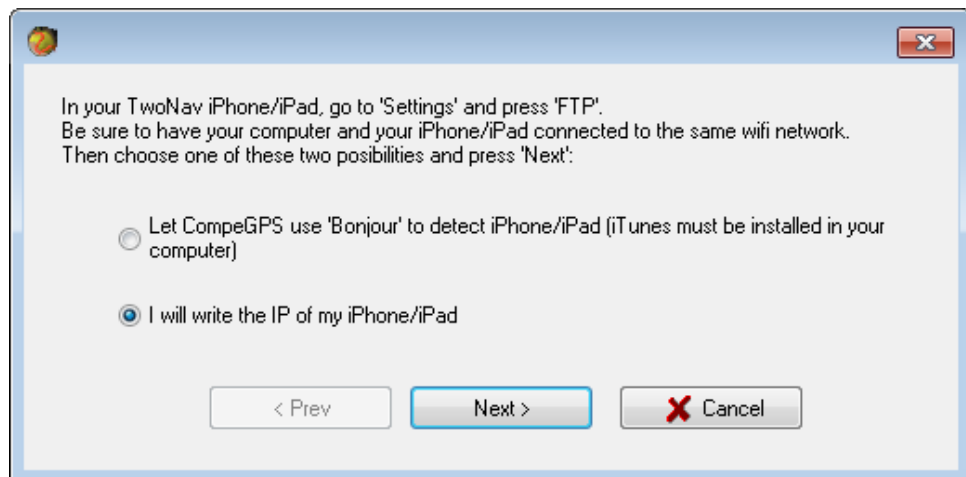 In your TwoNav iPhone/iPad, go to 'Settings' and press 'FTP'.
Be sure to have your computer and your iPhone/iPad connected to the same wifi network.
Then choose one of these two posibilities and press 'Next':
Let CompeGPS use 'Bonjour' to detect iPhone/iPad (iTunes must be installed in your
computer)
I will write the IP of my iPhone/iPad
< Prev
Next >
Cancel